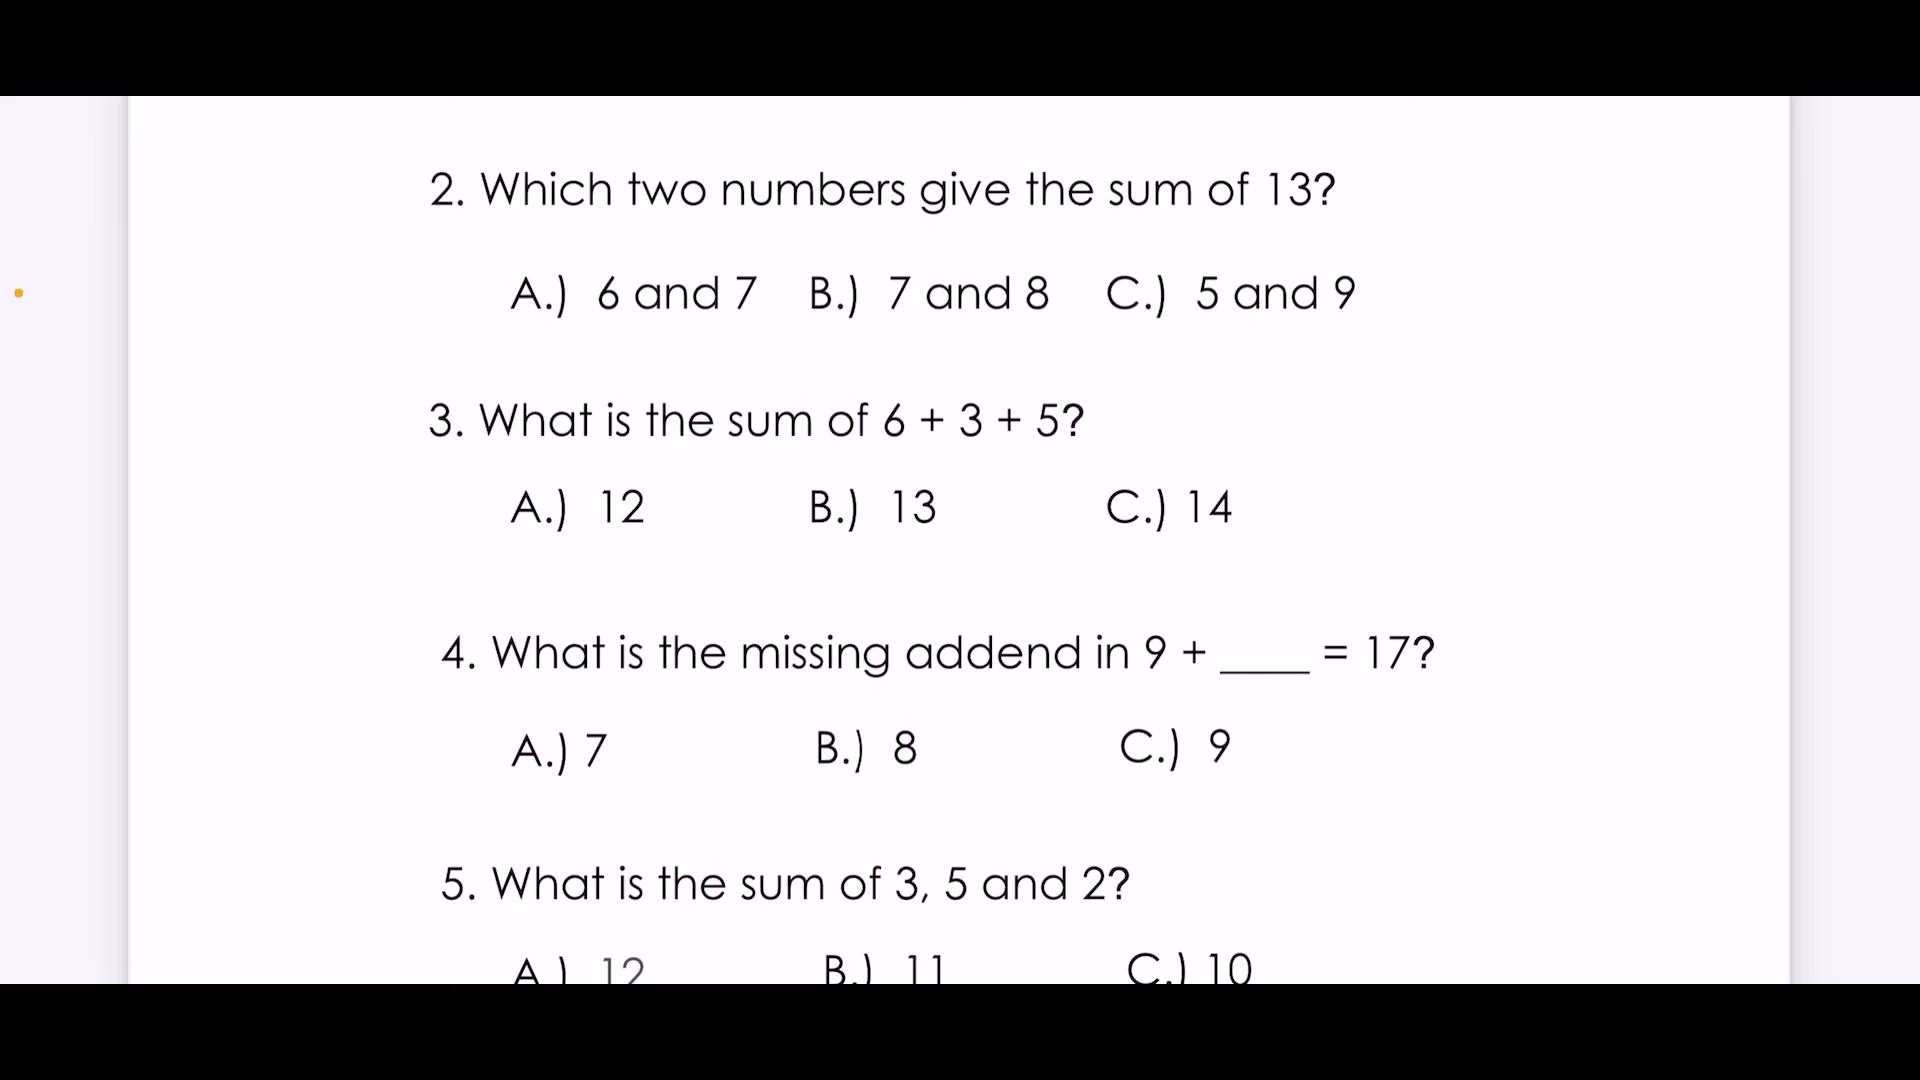 2. Which two numbers give the sum of 13?
A.) 6 and 7 B.) 7 and 8 C.) 5 and 9
3. What is the sum of 6 + 3 + 5?
A.) 12 B.) 13 C.) 14
4. What is the missing addend in 9 + ____ = 17?
A.) 7 B.) 8 C.) 9
5. What is the sum of 3, 5 and 2?
A.) 12 B.) 11 C.) 10